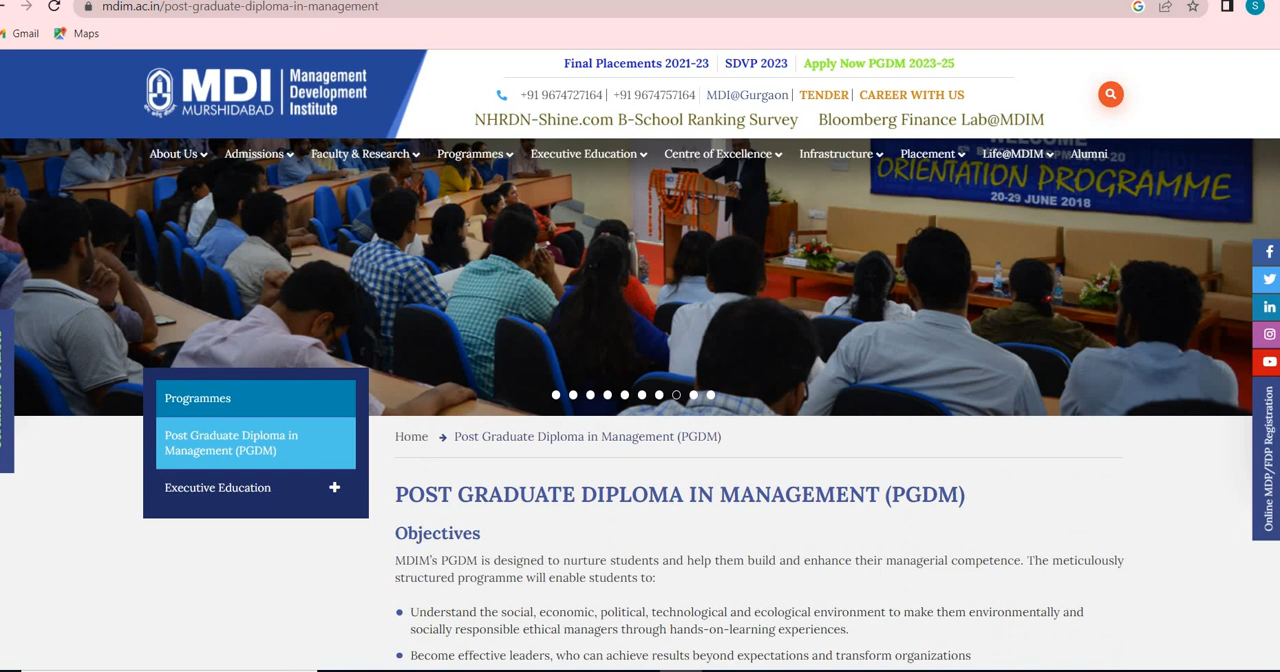 mdim.ac.in/post-graduate-diploma-in-management
S
Gmail Maps
Final Placements 2021-23 SDVP 2023 Apply Now PGDM 2023-25
MDI MURSHIDABAD
Management
Development
Institute
+91 9674727164 | +91 9674757164 | MDI@Gurgaon | TENDER | CAREER WITH US
NHRDN-Shine.com B-School Ranking Survey Bloomberg Finance Lab@MDIM
About Us Admissions Faculty & Research Programmes Executive Education Centre of Excellence Infrastructure Placement Life@MDIM Alumni
WELCOME
ORIENTATION PROGRAMME
20-29 JUNE 2018
Online MDP/FDP Registration
Programmes
Post Graduate Diploma in
Management (PGDM)
Executive Education +
Home → Post Graduate Diploma in Management (PGDM)
POST GRADUATE DIPLOMA IN MANAGEMENT (PGDM)
Objectives
MDIM's PGDM is designed to nurture students and help them build and enhance their managerial competence. The meticulously
structured programme will enable students to:
● Understand the social, economic, political, technological and ecological environment to make them environmentally and
socially responsible ethical managers through hands-on-learning experiences.
● Become effective leaders, who can achieve results beyond expectations and transform organizations